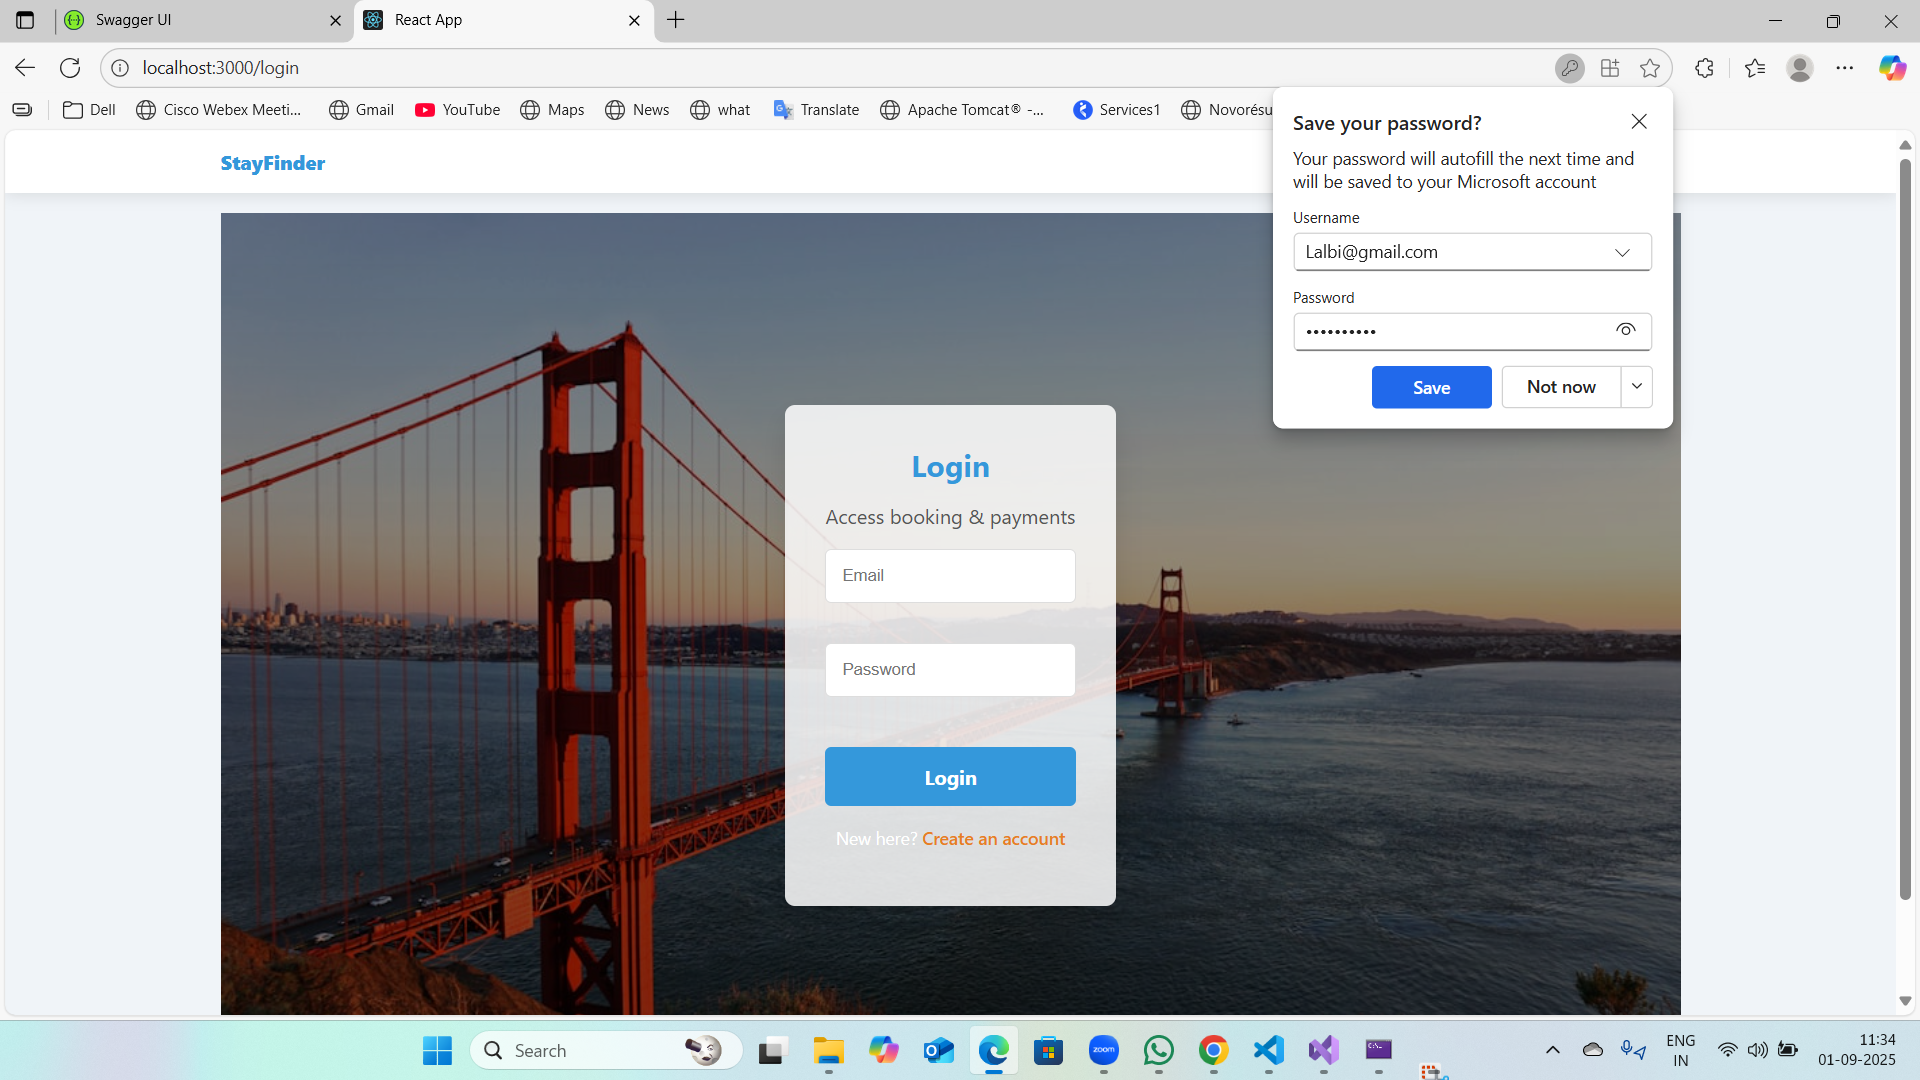 Swagger UI
React App
localhost:3000/login
Dell
Cisco Webex Meeti...
Gmail
YouTube
Maps
News
what
Translate
Apache Tomcat® -...
Services1
Novorésu
Save your password?
Your password will autofill the next time and
will be saved to your Microsoft account
Username
Lalbi@gmail.com
Password
••••••••••
Save
Not now
StayFinder
Login
Access booking & payments
Email
Password
Login
New here? Create an account
Search
zoom
ENG
IN
11:34
01-09-2025